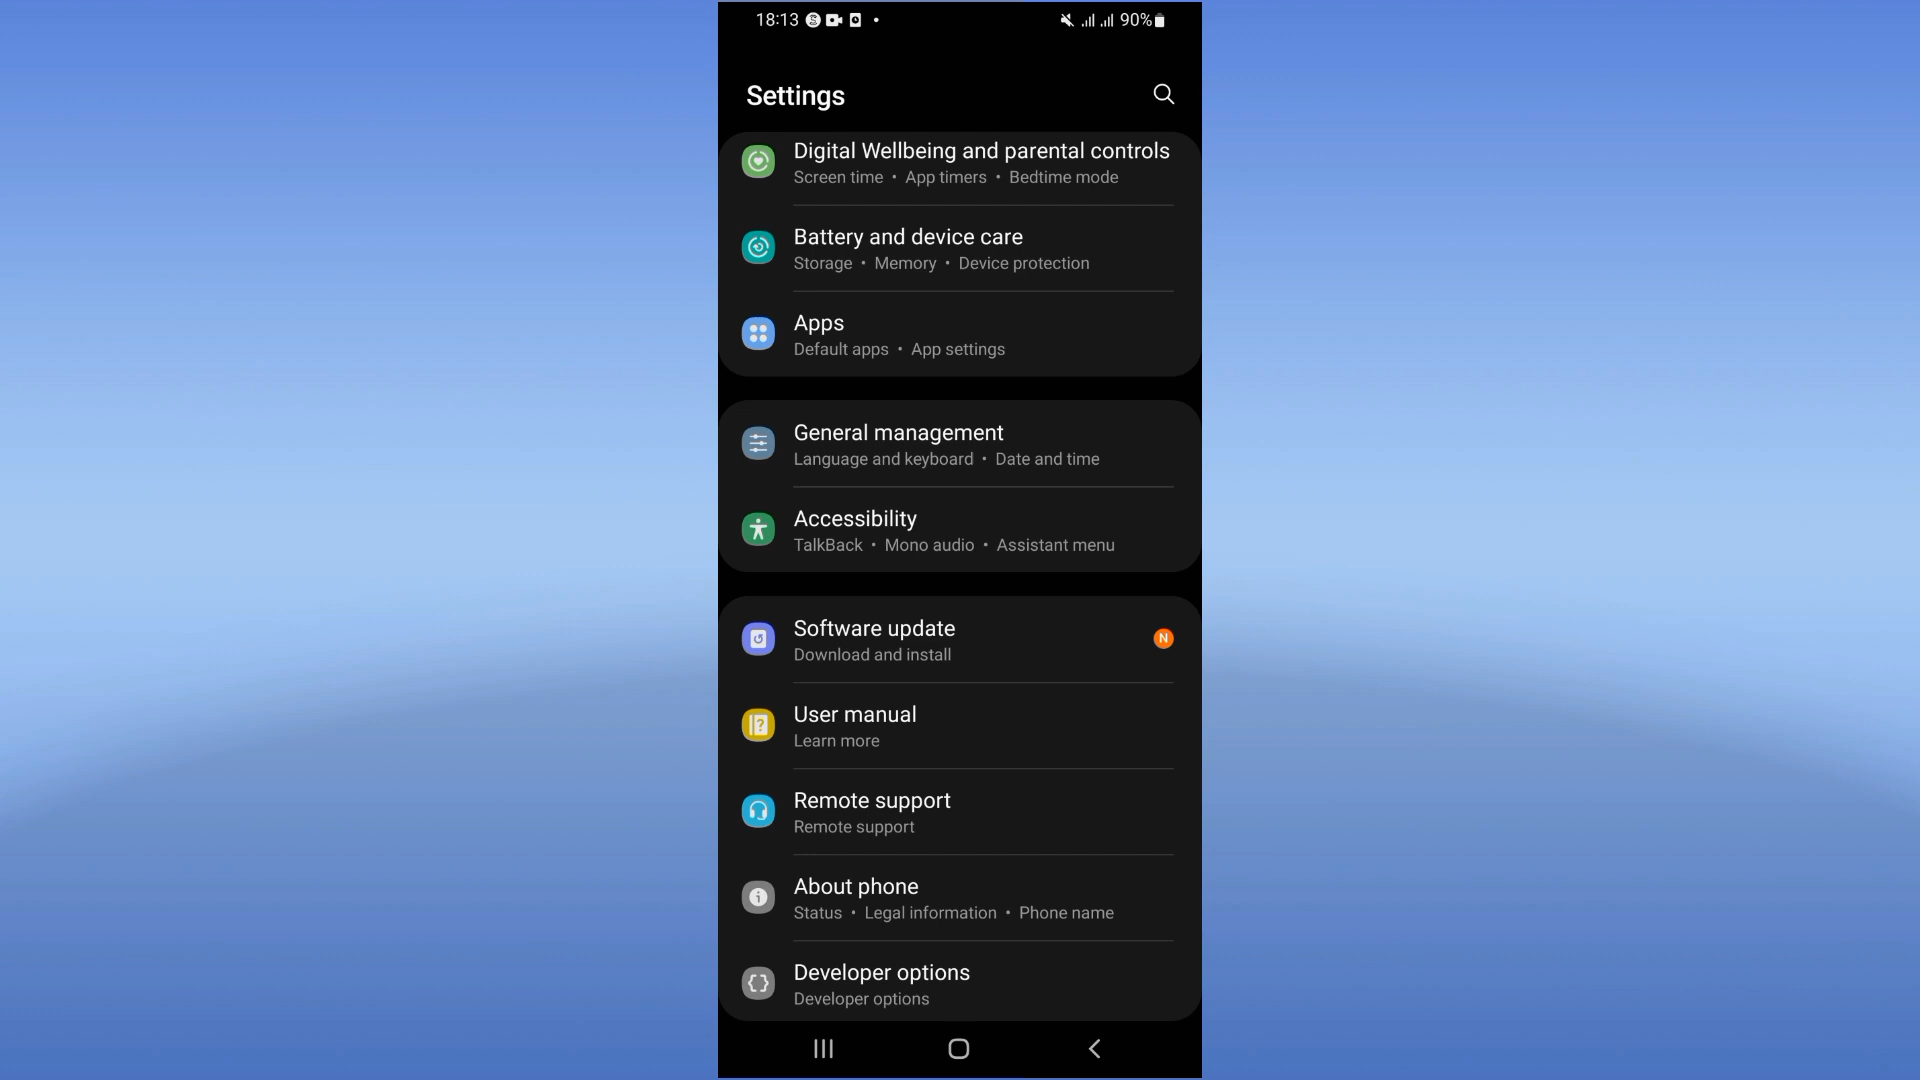 18:13 90%
Settings
Digital Wellbeing and parental controls
Screen time • App timers • Bedtime mode
Battery and device care
Storage • Memory • Device protection
Apps
Default apps • App settings
General management
Language and keyboard • Date and time
Accessibility
TalkBack • Mono audio • Assistant menu
Software update
N
Download and install
User manual
Learn more
Remote support
Remote support
About phone
Status • Legal information • Phone name
Developer options
Developer options